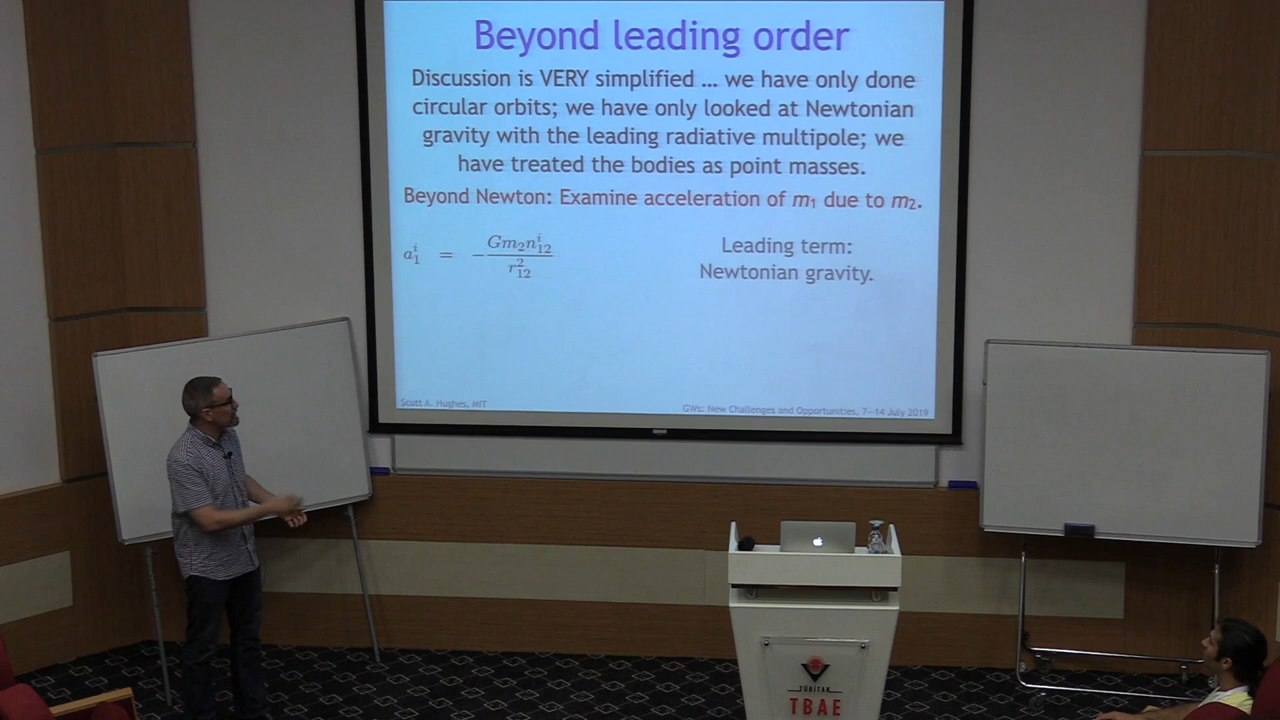 Beyond leading order
Discussion is VERY simplified … we have only done
circular orbits; we have only looked at Newtonian
gravity with the leading radiative multipole; we
have treated the bodies as point masses.
Beyond Newton: Examine acceleration of m₁ due to m₂.
a₁ⁱ = −Gm₂n₁₂ⁱ / r₁₂²
Leading term:
Newtonian gravity.
Scott A. Hughes, MIT
GWs: New Challenges and Opportunities, 7–14 July 2019
TÜBİTAK
TBAE